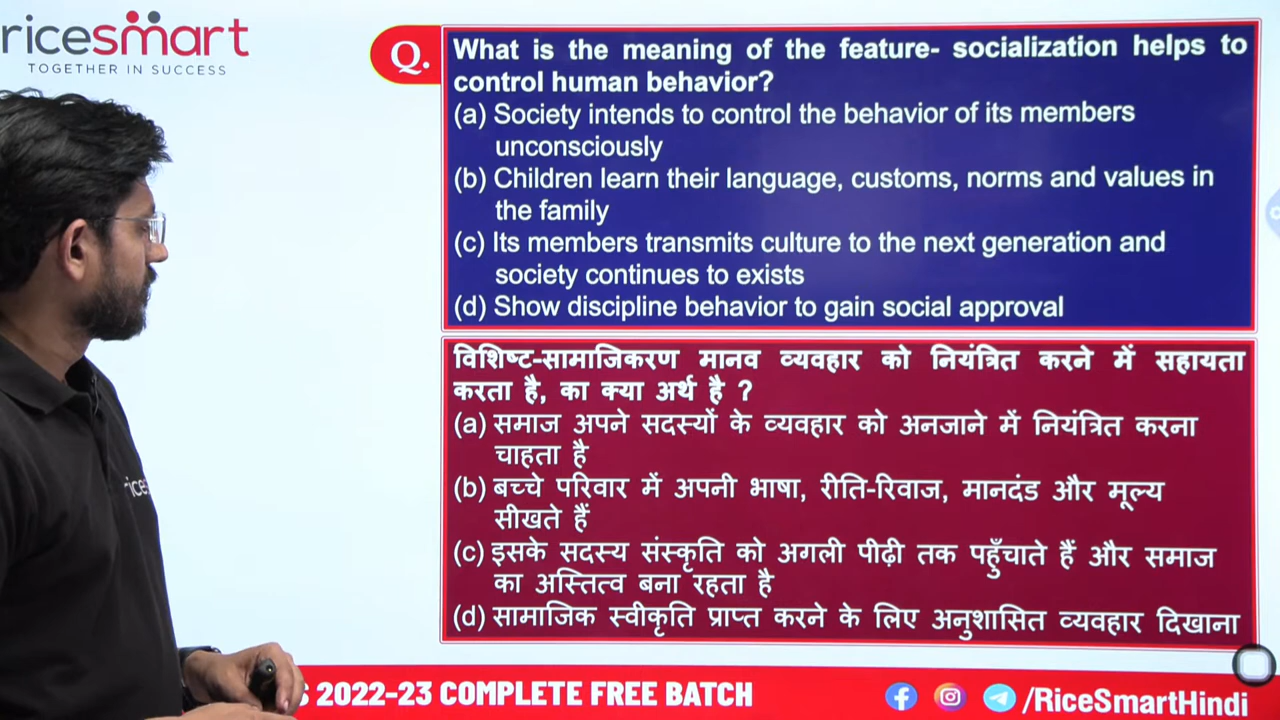 ricesmart
TOGETHER IN SUCCESS
Q.
What is the meaning of the feature- socialization helps to
control human behavior?
(a) Society intends to control the behavior of its members
unconsciously
(b) Children learn their language, customs, norms and values in
the family
(c) Its members transmits culture to the next generation and
society continues to exists
(d) Show discipline behavior to gain social approval
विशिष्ट-सामाजिकरण मानव व्यवहार को नियंत्रित करने में सहायता
करता है, का क्या अर्थ है ?
(a) समाज अपने सदस्यों के व्यवहार को अनजाने में नियंत्रित करना
चाहता है
(b) बच्चे परिवार में अपनी भाषा, रीति-रिवाज, मानदंड और मूल्य
सीखते हैं
(c) इसके सदस्य संस्कृति को अगली पीढ़ी तक पहुँचाते हैं और समाज
का अस्तित्व बना रहता है
(d) सामाजिक स्वीकृति प्राप्त करने के लिए अनुशासित व्यवहार दिखाना
rices
S 2022-23 COMPLETE FREE BATCH
/RiceSmartHindi